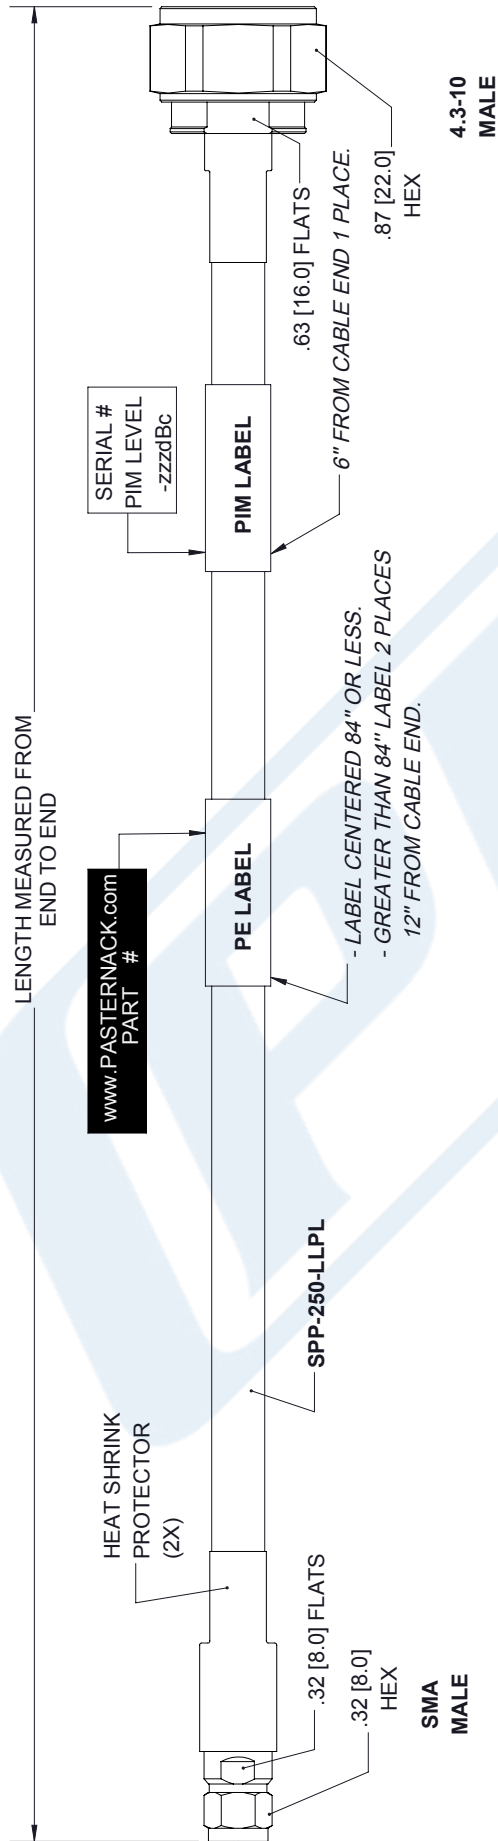 LENGTH MEASURED FROM
END TO END
HEAT SHRINK
PROTECTOR
(2X)
www.PASTERNACK.com
PART #
SERIAL #
PIM LEVEL
-zzzdBc
PE LABEL
PIM LABEL
.32 [8.0] FLATS
.32 [8.0]
HEX
SMA
MALE
SPP-250-LLPL
- LABEL CENTERED 84" OR LESS.
- GREATER THAN 84" LABEL 2 PLACES
12" FROM CABLE END.
6" FROM CABLE END 1 PLACE.
.63 [16.0] FLATS
.87 [22.0]
HEX
4.3-10
MALE